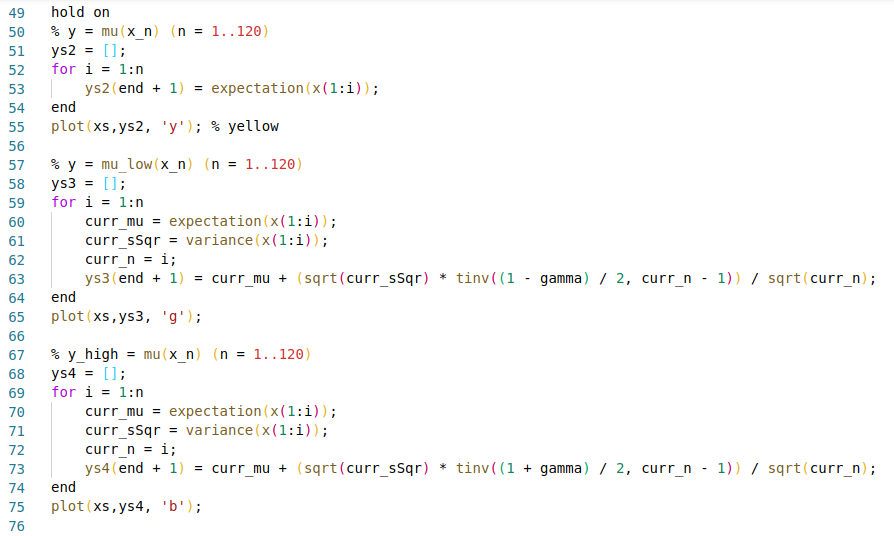 49 hold on
50 % y = mu(x_n) (n = 1..120)
51 ys2 = [];
52 for i = 1:n
53     ys2(end + 1) = expectation(x(1:i));
54 end
55 plot(xs,ys2, 'y'); % yellow
56
57 % y = mu_low(x_n) (n = 1..120)
58 ys3 = [];
59 for i = 1:n
60     curr_mu = expectation(x(1:i));
61     curr_sSqr = variance(x(1:i));
62     curr_n = i;
63     ys3(end + 1) = curr_mu + (sqrt(curr_sSqr) * tinv((1 - gamma) / 2, curr_n - 1)) / sqrt(curr_n);
64 end
65 plot(xs,ys3, 'g');
66
67 % y_high = mu(x_n) (n = 1..120)
68 ys4 = [];
69 for i = 1:n
70     curr_mu = expectation(x(1:i));
71     curr_sSqr = variance(x(1:i));
72     curr_n = i;
73     ys4(end + 1) = curr_mu + (sqrt(curr_sSqr) * tinv((1 + gamma) / 2, curr_n - 1)) / sqrt(curr_n);
74 end
75 plot(xs,ys4, 'b');
76